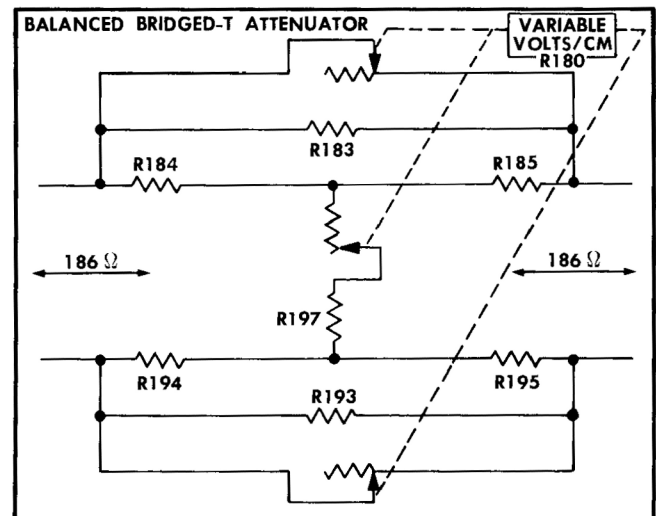 BALANCED BRIDGED-T ATTENUATOR
VARIABLE
VOLTS/CM
R180
R183
R184
R185
186 Ω
186 Ω
R197
R194
R195
R193